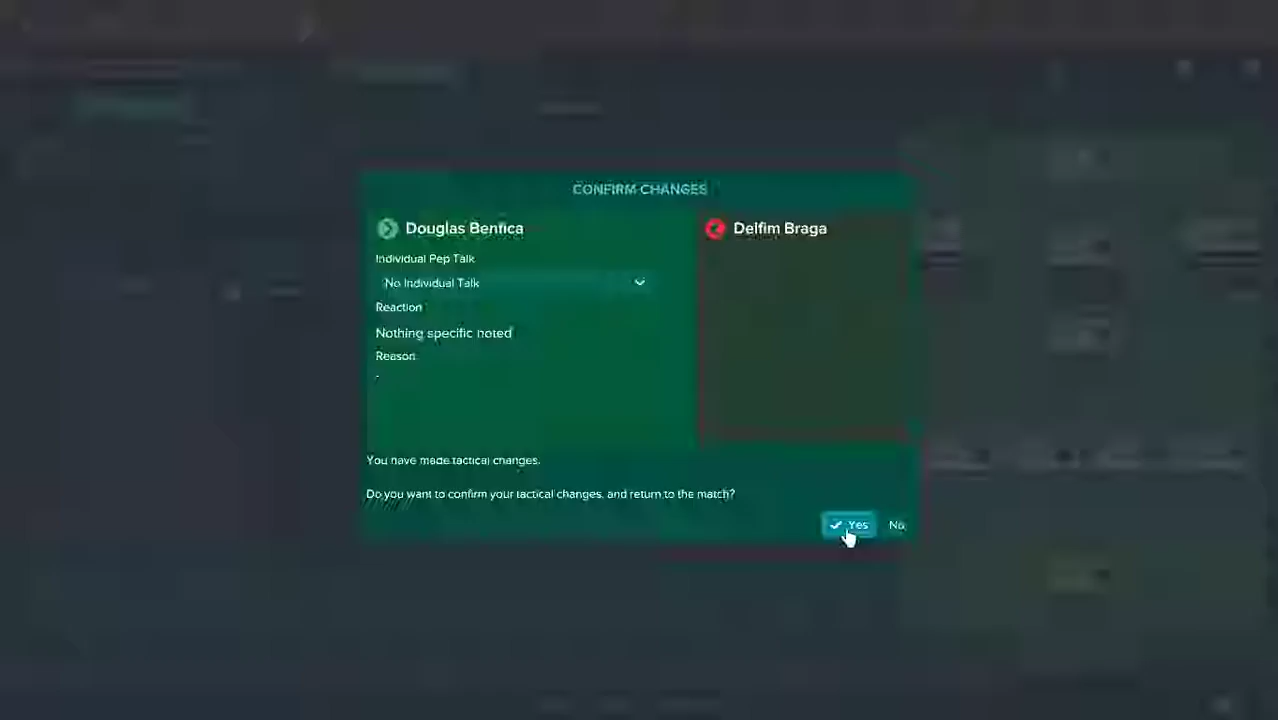 CONFIRM CHANGES
Douglas Benfica
Delfim Braga
Individual Pep Talk
No Individual Talk
Reaction
Nothing specific noted
Reason
-
You have made tactical changes.
Do you want to confirm your tactical changes, and return to the match?
Yes
No